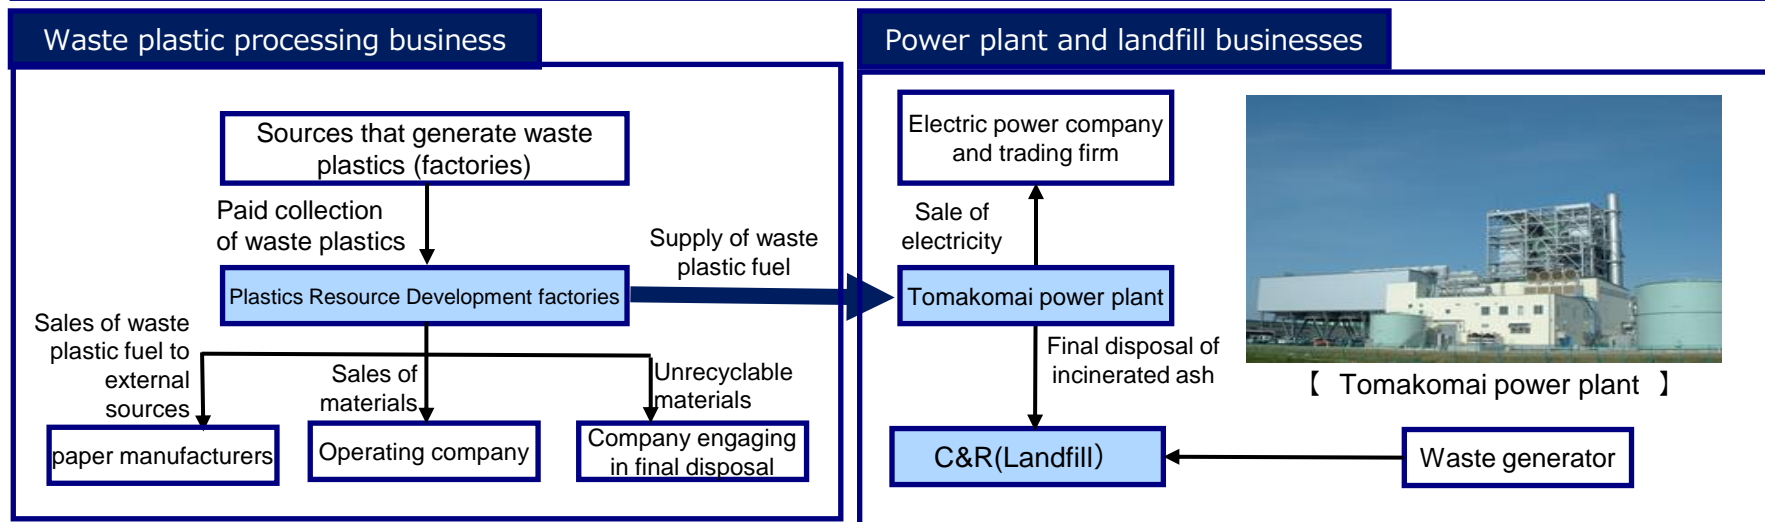 Waste plastic processing business
Sources that generate waste
plastics (factories)
Paid collection
of waste plastics
Supply of waste
plastic fuel
Plastics Resource Development factories
Sales of waste
plastic fuel to
external
sources
Sales of
materials
Unrecyclable
materials
paper manufacturers
Operating company
Company engaging
in final disposal
Power plant and landfill businesses
Electric power company
and trading firm
Sale of
electricity
Tomakomai power plant
Final disposal of
incinerated ash
【 Tomakomai power plant 】
C&R(Landfill）
Waste generator